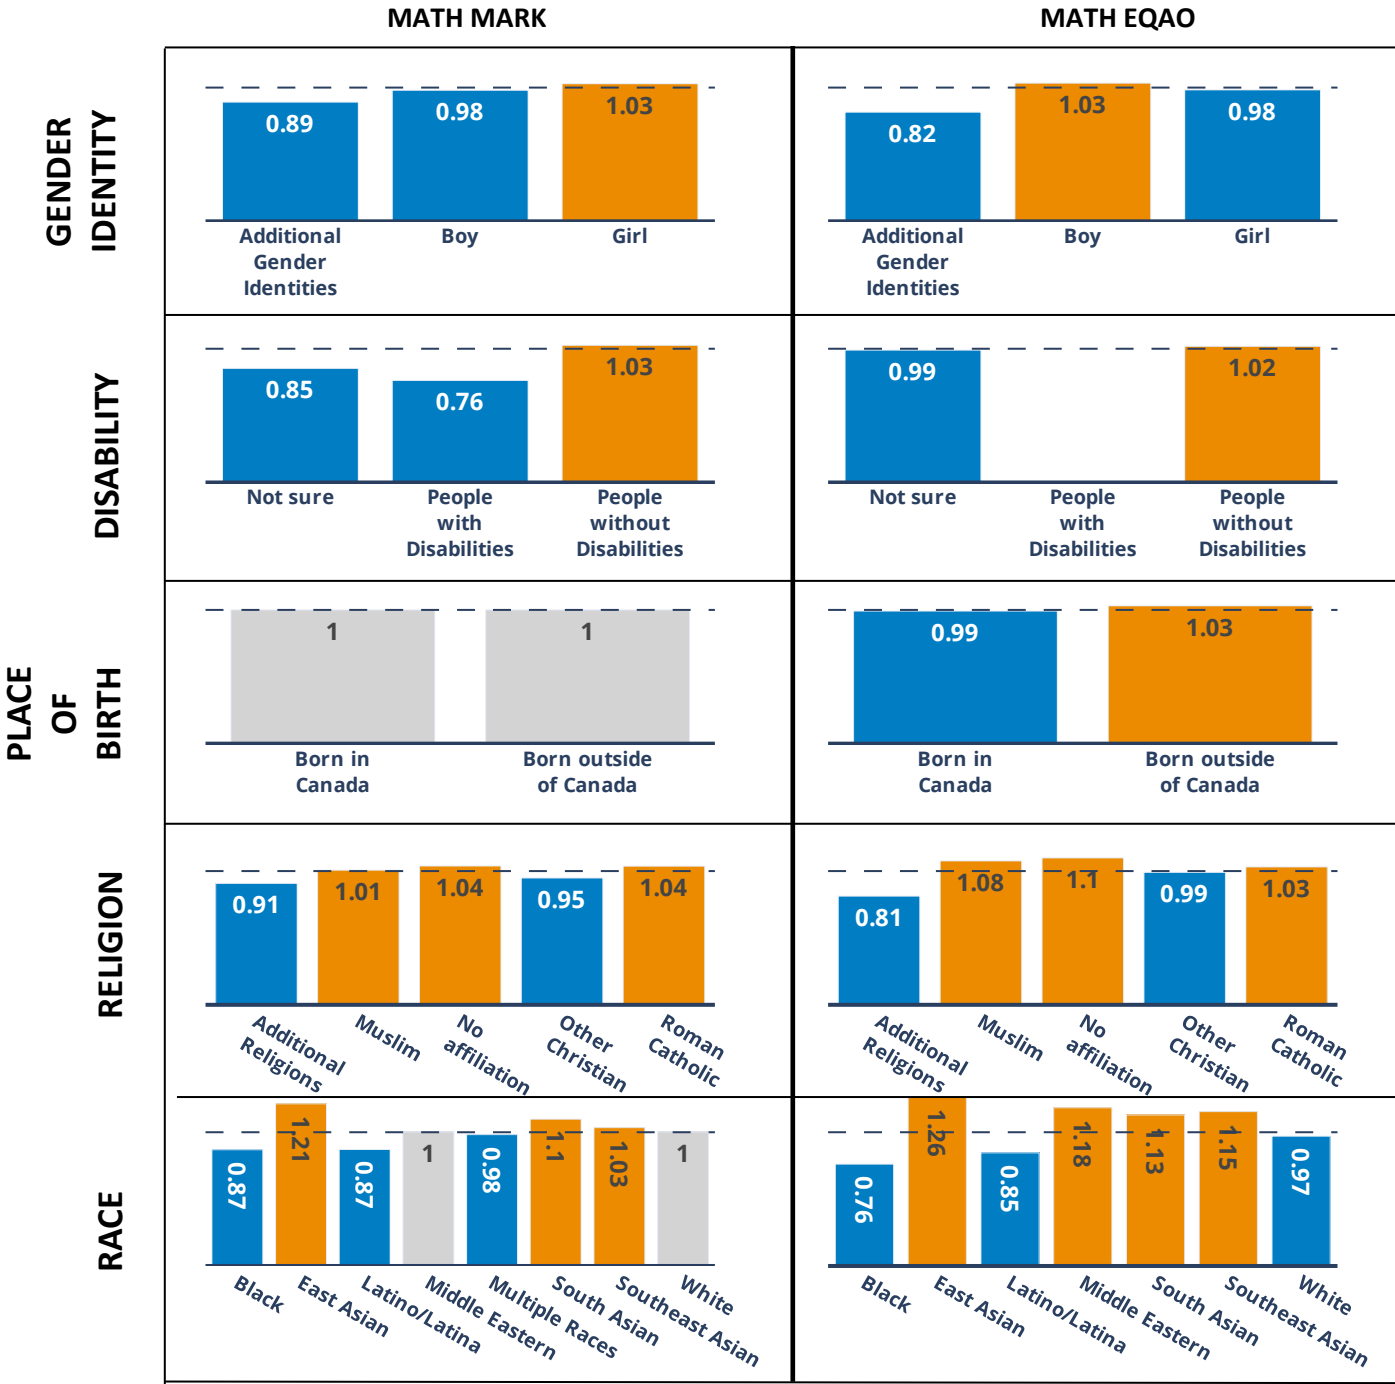 MATH MARK
MATH EQAO
GENDER
IDENTITY
0.89
0.98
1.03
Additional
Gender
Identities
Boy
Girl
0.82
1.03
0.98
Additional
Gender
Identities
Boy
Girl
DISABILITY
0.85
0.76
1.03
Not sure
People
with
Disabilities
People
without
Disabilities
0.99
1.02
Not sure
People
with
Disabilities
People
without
Disabilities
PLACE
OF
BIRTH
1
1
Born in
Canada
Born outside
of Canada
0.99
1.03
Born in
Canada
Born outside
of Canada
RELIGION
0.91
1.01
1.04
0.95
1.04
Additional
Religions
Muslim
No
affiliation
Other
Christian
Roman
Catholic
0.81
1.08
1.1
0.99
1.03
Additional
Religions
Muslim
No
affiliation
Other
Christian
Roman
Catholic
RACE
0.87
1.21
0.87
1
0.98
1.1
1.03
1
Black
East Asian
Latino/Latina
Middle Eastern
Multiple Races
South Asian
Southeast Asian
White
0.76
1.26
0.85
1.18
1.13
1.15
0.97
Black
East Asian
Latino/Latina
Middle Eastern
South Asian
Southeast Asian
White